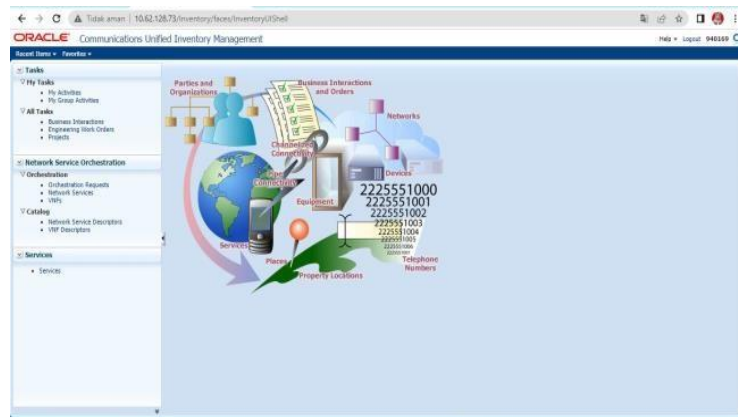 Tidak aman | 10.62.128.73/Inventory/faces/InventoryUIShell
ORACLE Communications Unified Inventory Management
Help Logout 940169
Recent Items Favorites
Tasks
My Tasks
My Activities
My Group Activities
All Tasks
Business Interactions
Engineering Work Orders
Projects
Network Service Orchestration
Orchestration
Orchestration Requests
Network Services
VNFs
Catalog
Network Service Descriptors
VNF Descriptors
Services
Services
Parties and
Organizations
Business Interactions
and Orders
Networks
Channelized
Connectivity
Pipe
Connectivity
Devices
Equipment
2225551000
2225551001
2225551002
2225551003
2225551004
2225551005
2225551006
Services
Places
Property Locations
Telephone
Numbers